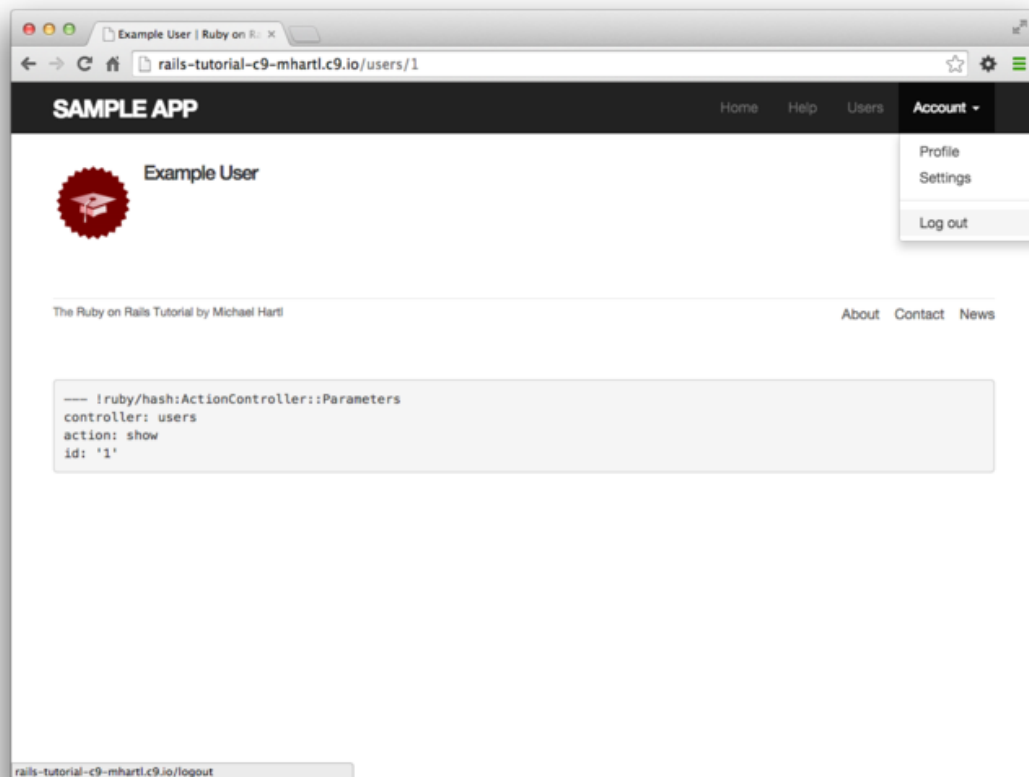 Example User | Ruby on R
rails-tutorial-c9-mhartl.c9.io/users/1
SAMPLE APP
Home Help Users Account
Profile
Settings
Log out
Example User
The Ruby on Rails Tutorial by Michael Hartl
About Contact News
--- !ruby/hash:ActionController::Parameters
controller: users
action: show
id: '1'
rails-tutorial-c9-mhartl.c9.io/logout